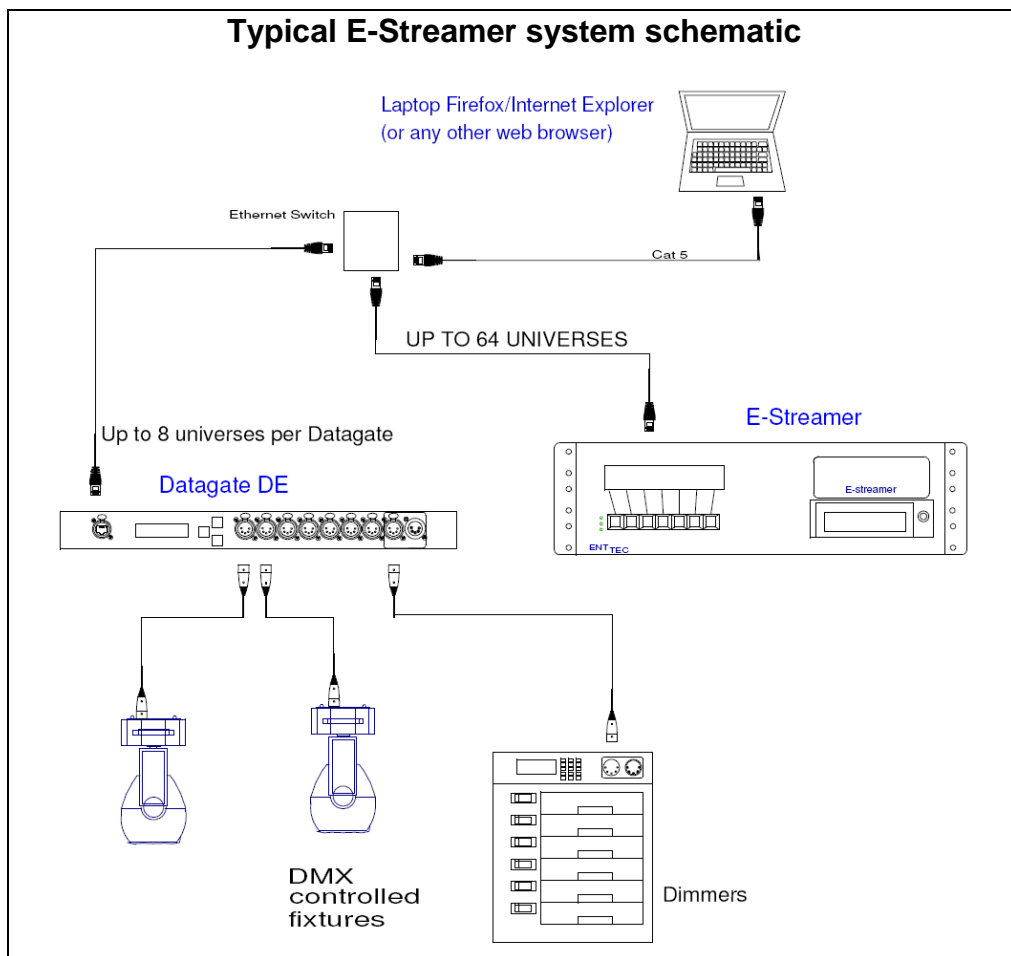 Typical E-Streamer system schematic
Laptop Firefox/Internet Explorer
(or any other web browser)
Ethernet Switch
Cat 5
UP TO 64 UNIVERSES
Up to 8 universes per Datagate
E-Streamer
Datagate DE
E-streamer
ENTTEC
DMX
controlled
fixtures
Dimmers